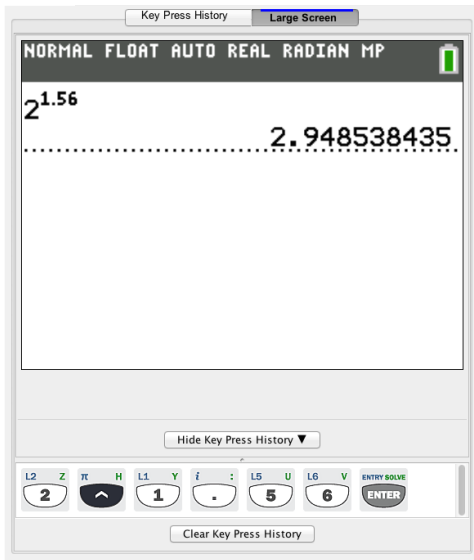 Key Press History Large Screen
NORMAL FLOAT AUTO REAL RADIAN MP
2^1.56
2.948538435
Hide Key Press History ▼
L2 Z π H L1 Y i : L5 U L6 V ENTRY SOLVE
2 ^ 1 . 5 6 ENTER
Clear Key Press History